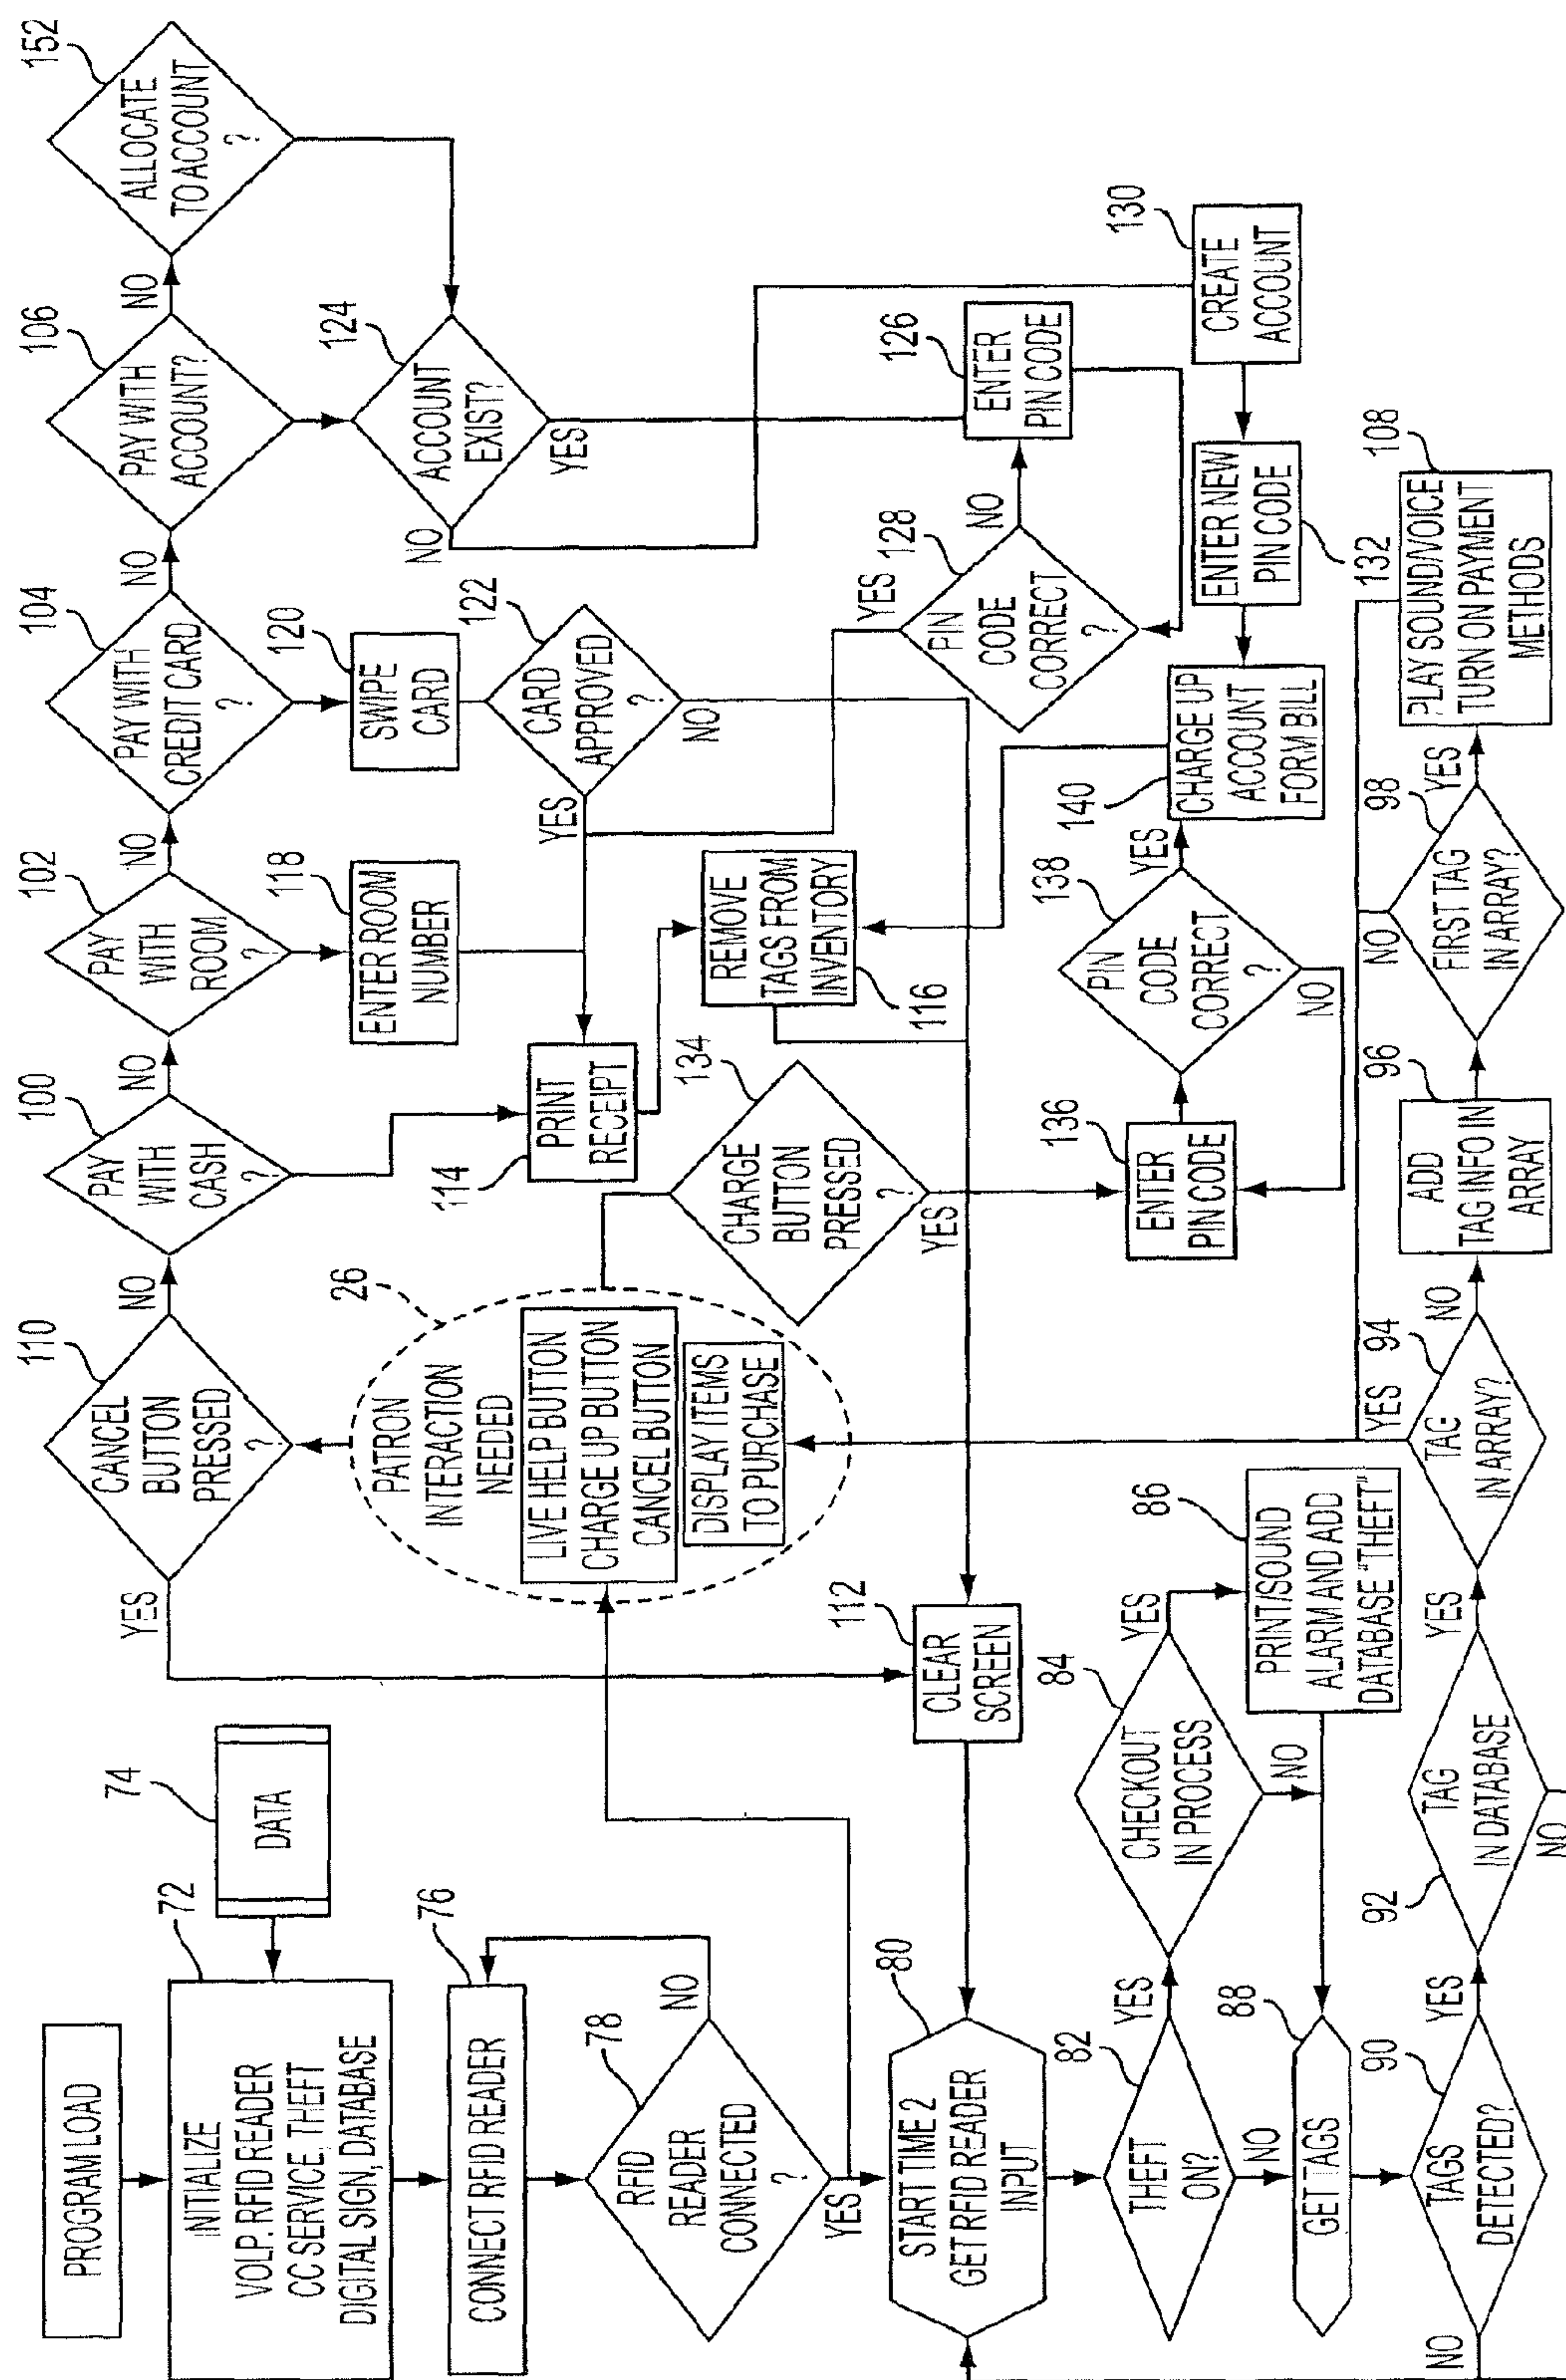 PROGRAM LOAD
72
INITIALIZE
VOLP. RFID READER
CC SERVICE. THEFT
DIGITAL SIGN, DATABASE
74
DATA
76
CONNECT RFID READER
78
RFID
READER
CONNECTED
?
NO
YES
80
START TIME 2
GET RFID READER
INPUT
82
THEFT
ON?
YES
NO
84
CHECKOUT
IN PROCESS
YES
NO
86
PRINT/SOUND
ALARM AND ADD
DATABASE "THEFT"
88
GET TAGS
90
TAGS
DETECTED?
YES
NO
92
TAG
IN DATABASE
YES
NO
94
TAG
IN ARRAY?
YES
NO
96
ADD
TAG INFO IN
ARRAY
98
FIRST TAG
IN ARRAY?
NO
YES
108
PLAY SOUND/VOICE
TURN ON PAYMENT
METHODS
26
PATRON
INTERACTION
NEEDED
LIVE HELP BUTTON
CHARGE UP BUTTON
CANCEL BUTTON
DISPLAY ITEMS
TO PURCHASE
110
CANCEL
BUTTON
PRESSED
?
YES
NO
112
CLEAR
SCREEN
100
PAY
WITH
CASH
?
NO
102
PAY
WITH
ROOM
?
NO
104
PAY WITH
CREDIT CARD
?
NO
106
PAY WITH
ACCOUNT?
NO
152
ALLOCATE
TO ACCOUNT
?
114
PRINT
RECEIPT
116
REMOVE
TAGS FROM
INVENTORY
118
ENTER ROOM
NUMBER
120
SWIPE
CARD
122
CARD
APPROVED
?
YES
NO
124
ACCOUNT
EXIST?
NO
YES
126
ENTER
PIN CODE
128
PIN
CODE
CORRECT
?
YES
NO
130
CREATE
ACCOUNT
132
ENTER NEW
PIN CODE
134
CHARGE
BUTTON
PRESSED
?
YES
136
ENTER
PIN CODE
138
PIN
CODE
CORRECT
?
YES
NO
140
CHARGE UP
ACCOUNT
FORM BILL